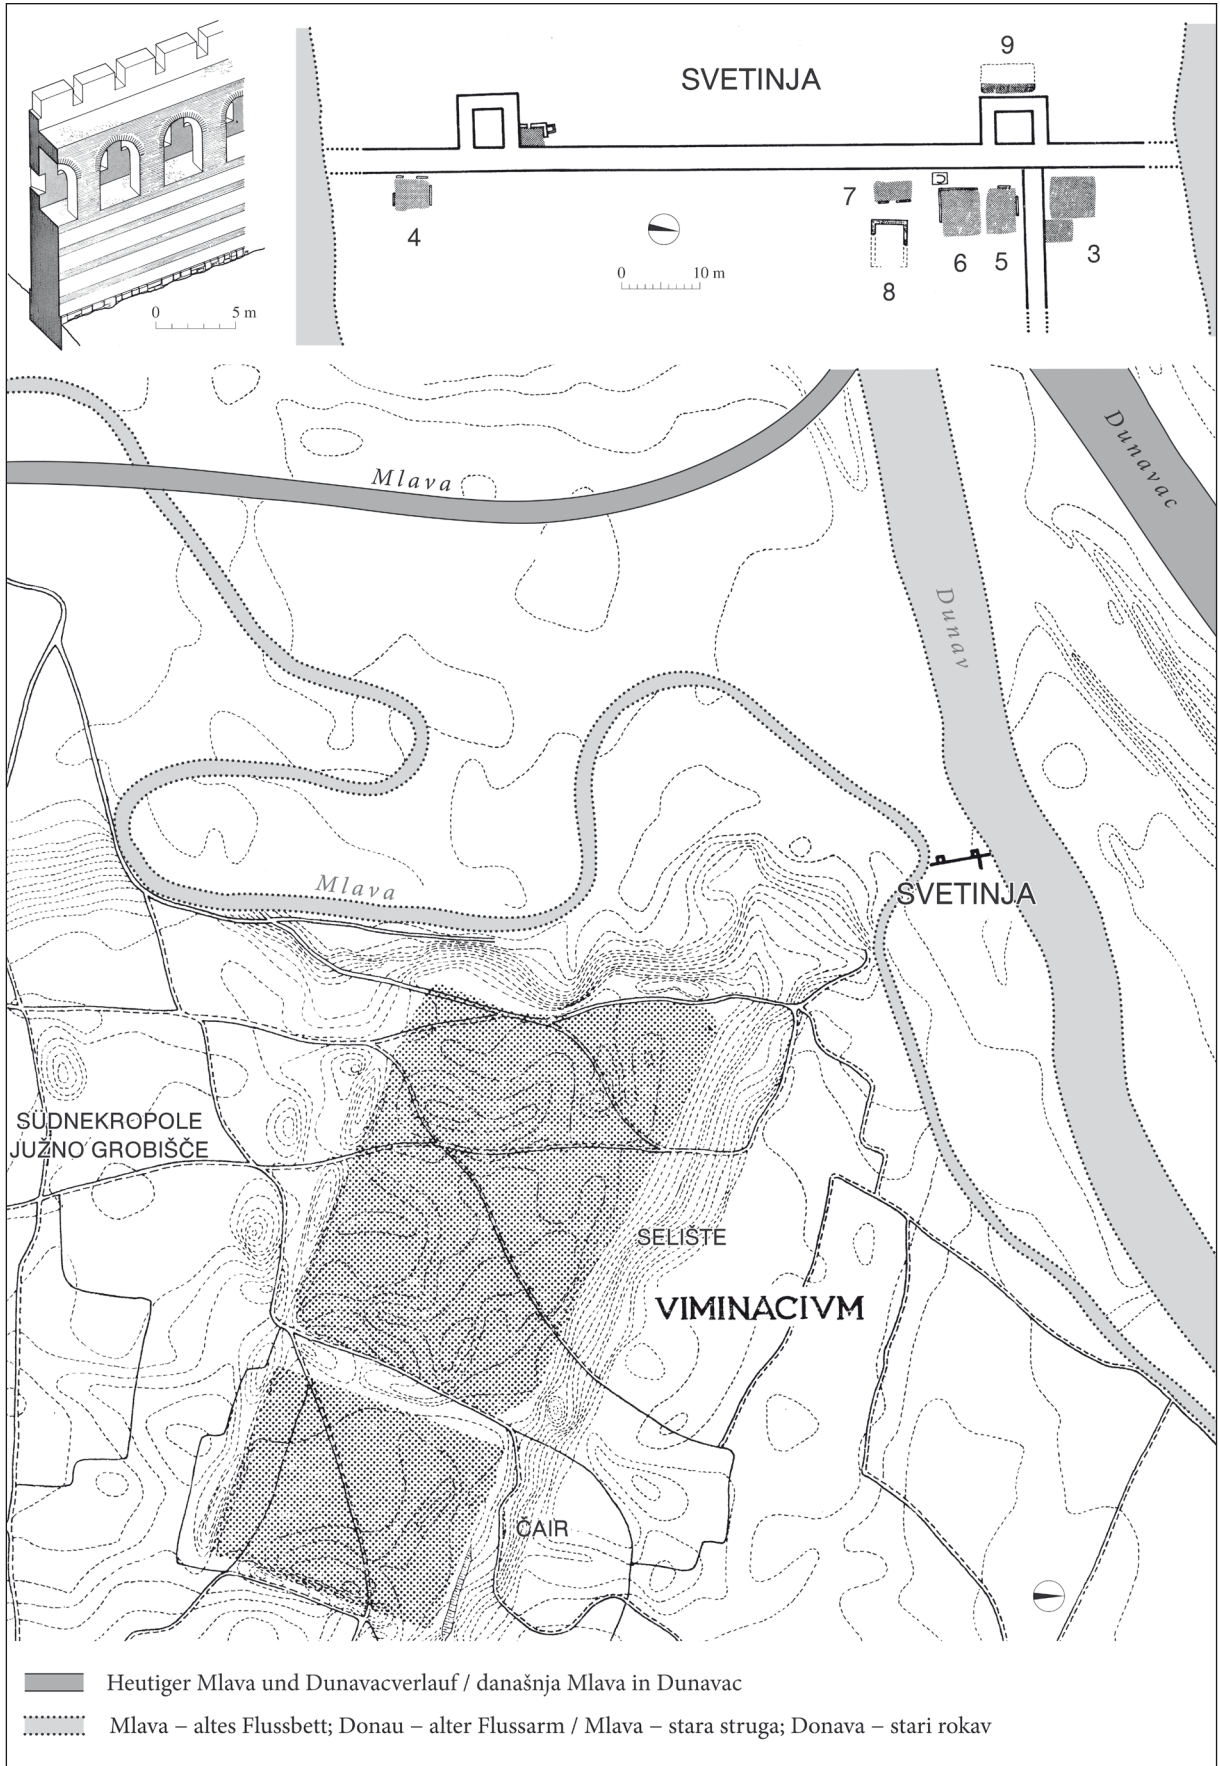 SVETINJA
9
7
4
6
5
3
8
0 10 m
0 5 m
Mlava
Dunavac
Dunav
Mlava
SVETINJA
SÜDNEKROPOLE
JUŽNO GROBIŠČE
SELIŠTE
VIMINACIVM
ČAIR
Heutiger Mlava und Dunavacverlauf / današnja Mlava in Dunavac
Mlava – altes Flussbett; Donau – alter Flussarm / Mlava – stara struga; Donava – stari rokav